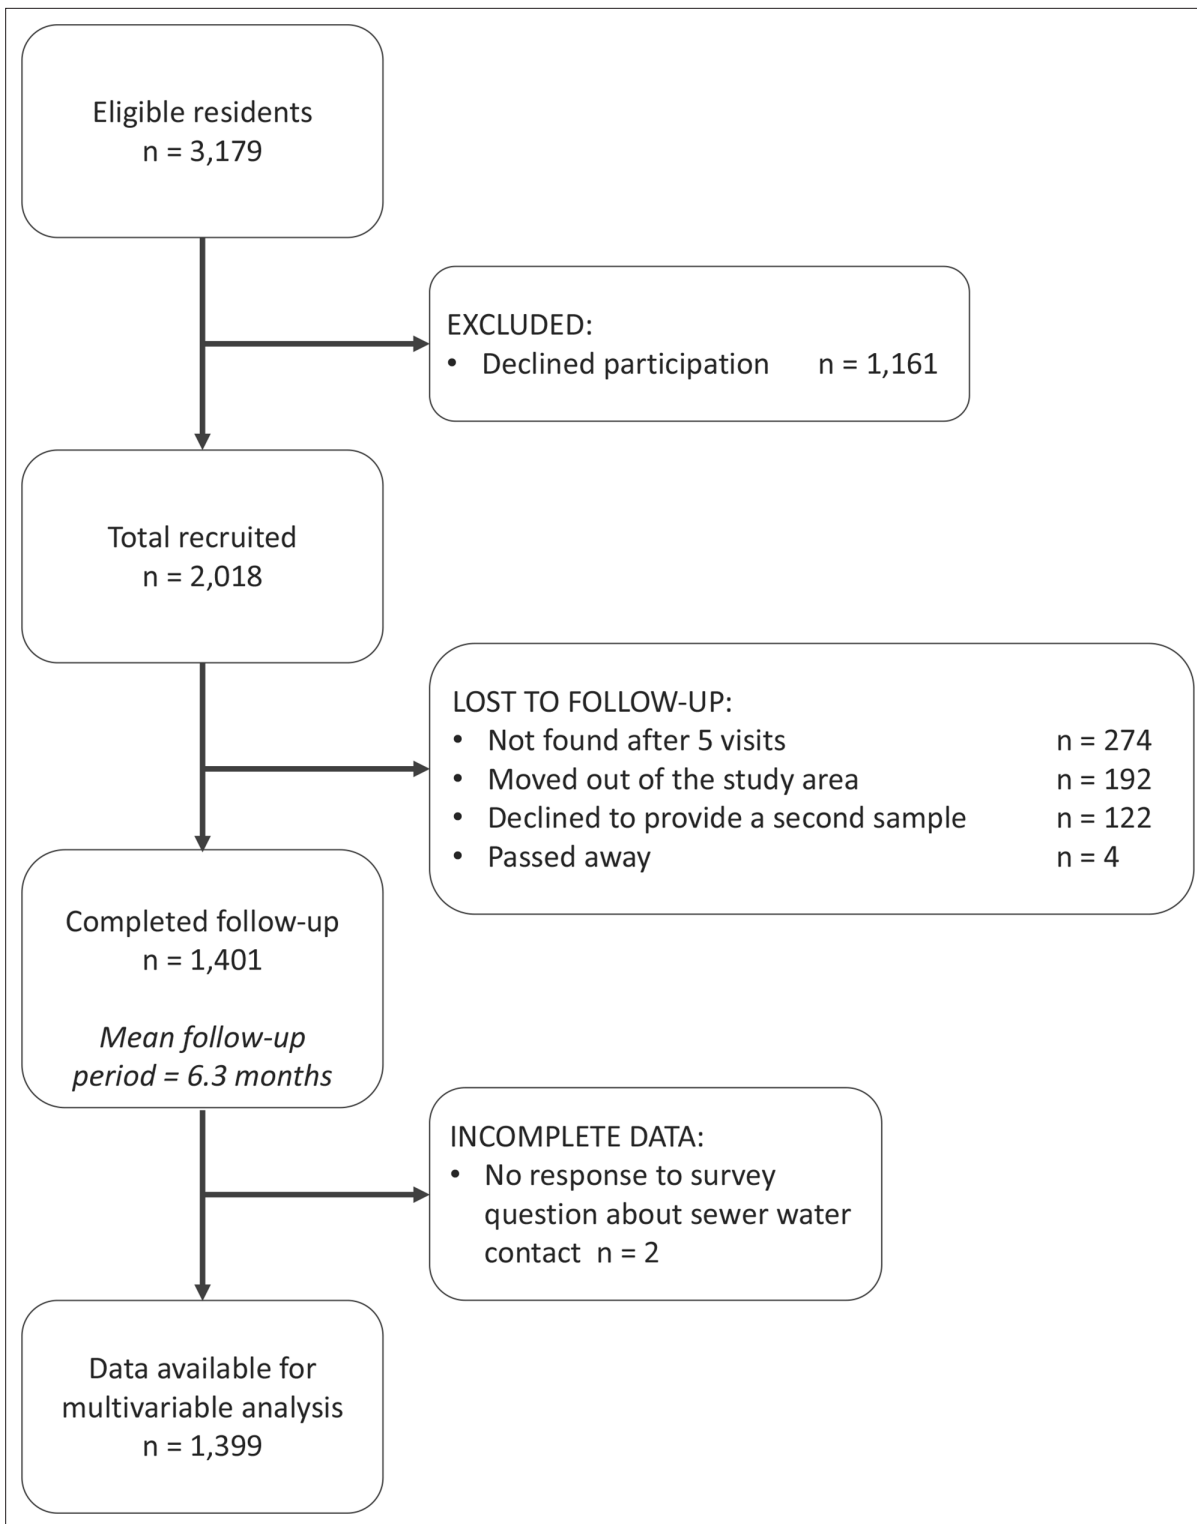 Eligible residents
n = 3,179
EXCLUDED:
• Declined participation n = 1,161
Total recruited
n = 2,018
LOST TO FOLLOW-UP:
• Not found after 5 visits n = 274
• Moved out of the study area n = 192
• Declined to provide a second sample n = 122
• Passed away n = 4
Completed follow-up
n = 1,401
Mean follow-up
period = 6.3 months
INCOMPLETE DATA:
• No response to survey
question about sewer water
contact n = 2
Data available for
multivariable analysis
n = 1,399